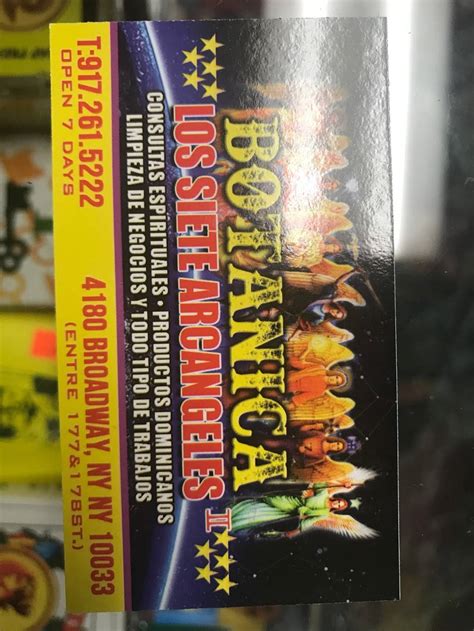 BOTANICA
LOS SIETE ARCANGELES II
CONSULTAS ESPIRITUALES • PRODUCTOS DOMINICANOS
LIMPIEZA DE NEGOCIOS Y TODO TIPO DE TRABAJOS
T:917.261.5222
OPEN 7 DAYS
4180 BROADWAY, NY NY 10033
(ENTRE 177&178ST.)